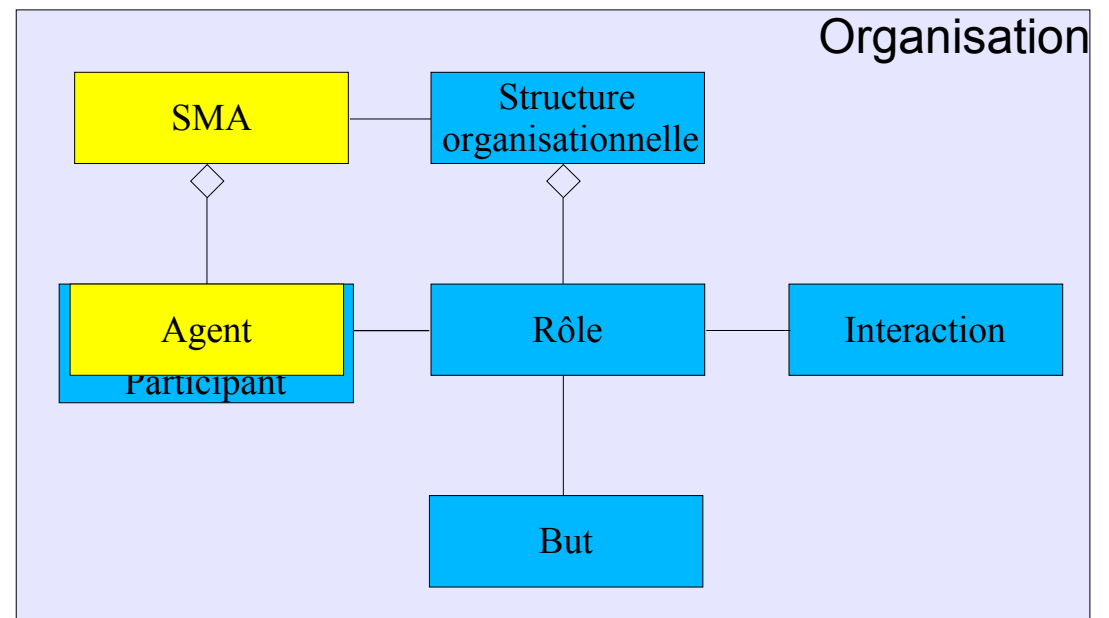 Organisation
SMA
Structure
organisationnelle
Agent
Participant
Rôle
Interaction
But